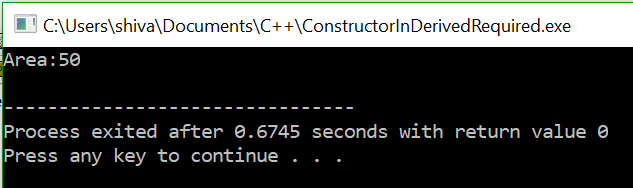 C:\Users\shiva\Documents\C++\ConstructorInDerivedRequired.exe
Area:50
--------------------------------
Process exited after 0.6745 seconds with return value 0
Press any key to continue . . .